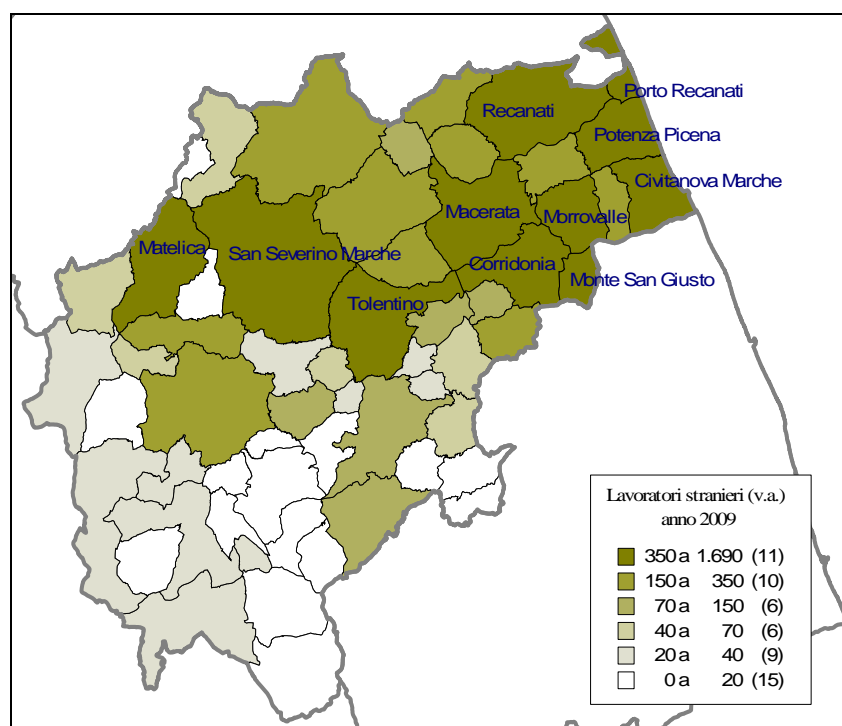 Porto Recanati
Recanati
Potenza Picena
Civitanova Marche
Macerata
Morrovalle
Matelica
San Severino Marche
Corridonia
Monte San Giusto
Tolentino
Lavoratori stranieri (v.a.)
anno 2009
350 a 1.690 (11)
150 a 350 (10)
70 a 150 (6)
40 a 70 (6)
20 a 40 (9)
0 a 20 (15)